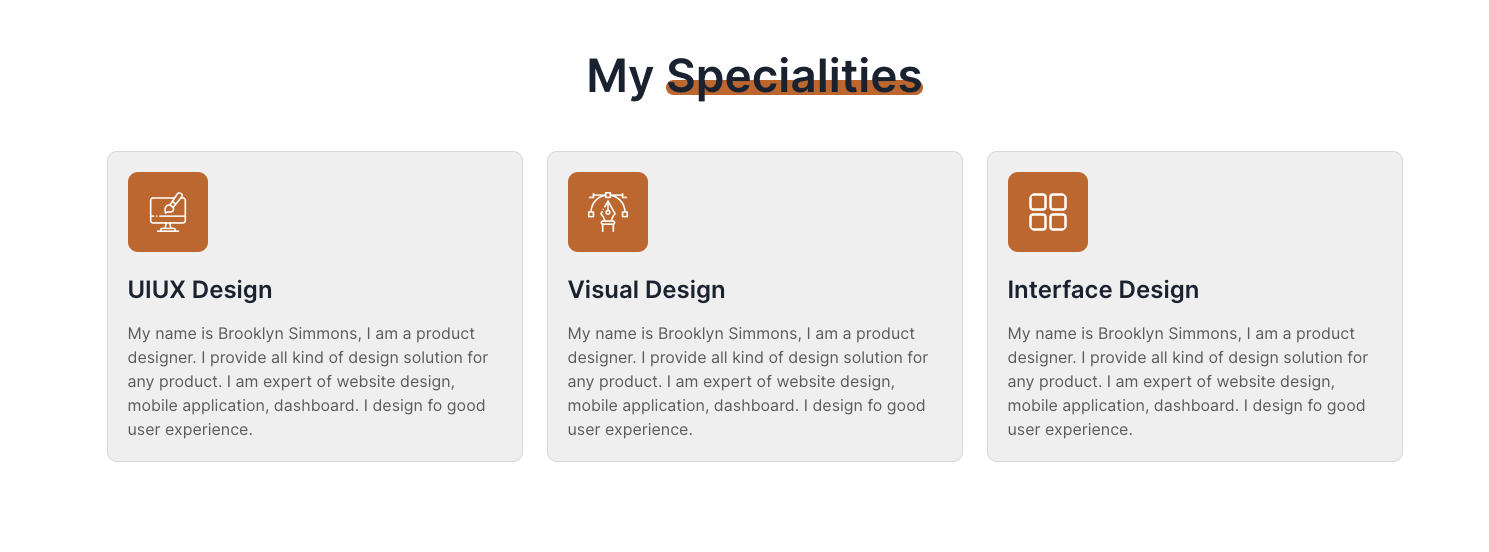 My Specialities
UIUX Design
My name is Brooklyn Simmons, I am a product
designer. I provide all kind of design solution for
any product. I am expert of website design,
mobile application, dashboard. I design fo good
user experience.
Visual Design
My name is Brooklyn Simmons, I am a product
designer. I provide all kind of design solution for
any product. I am expert of website design,
mobile application, dashboard. I design fo good
user experience.
Interface Design
My name is Brooklyn Simmons, I am a product
designer. I provide all kind of design solution for
any product. I am expert of website design,
mobile application, dashboard. I design fo good
user experience.